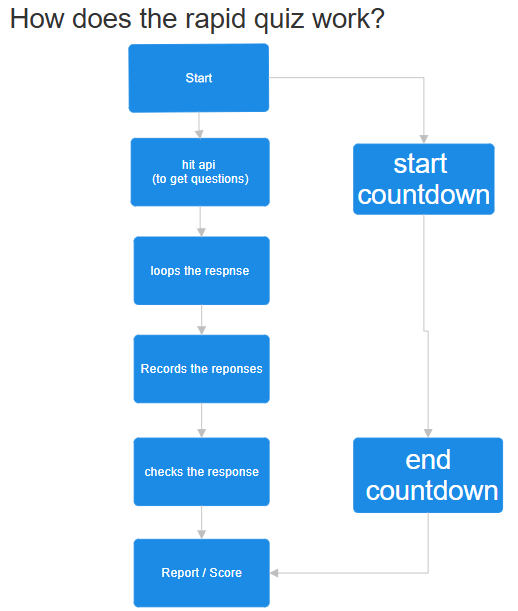 How does the rapid quiz work?
Start
hit api
(to get questions)
start
countdown
loops the respnse
Records the reponses
checks the response
end
countdown
Report / Score